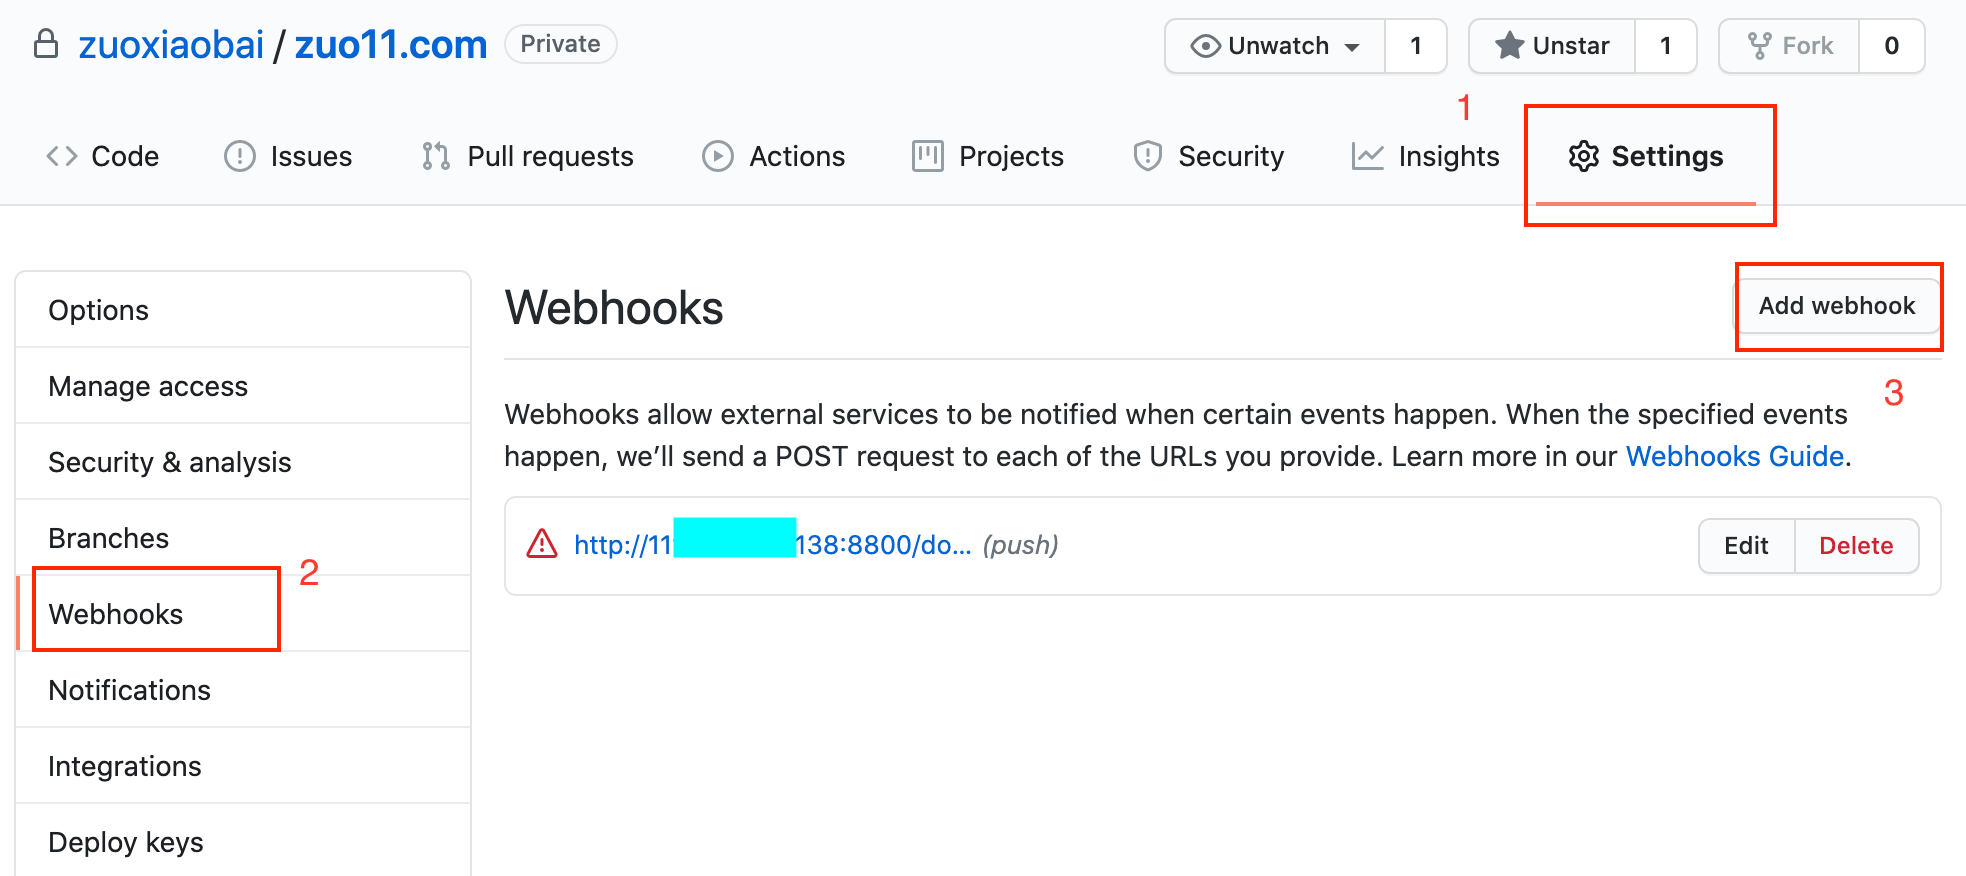 zuoxiaobai / zuo11.com Private Unwatch 1 Unstar 1 Fork 0
1
Code Issues Pull requests Actions Projects Security Insights Settings
Options
Manage access
Security & analysis
Branches
Webhooks
2
Notifications
Integrations
Deploy keys
Webhooks Add webhook
3
Webhooks allow external services to be notified when certain events happen. When the specified events
happen, we’ll send a POST request to each of the URLs you provide. Learn more in our Webhooks Guide.
http://11 138:8800/do... (push) Edit Delete